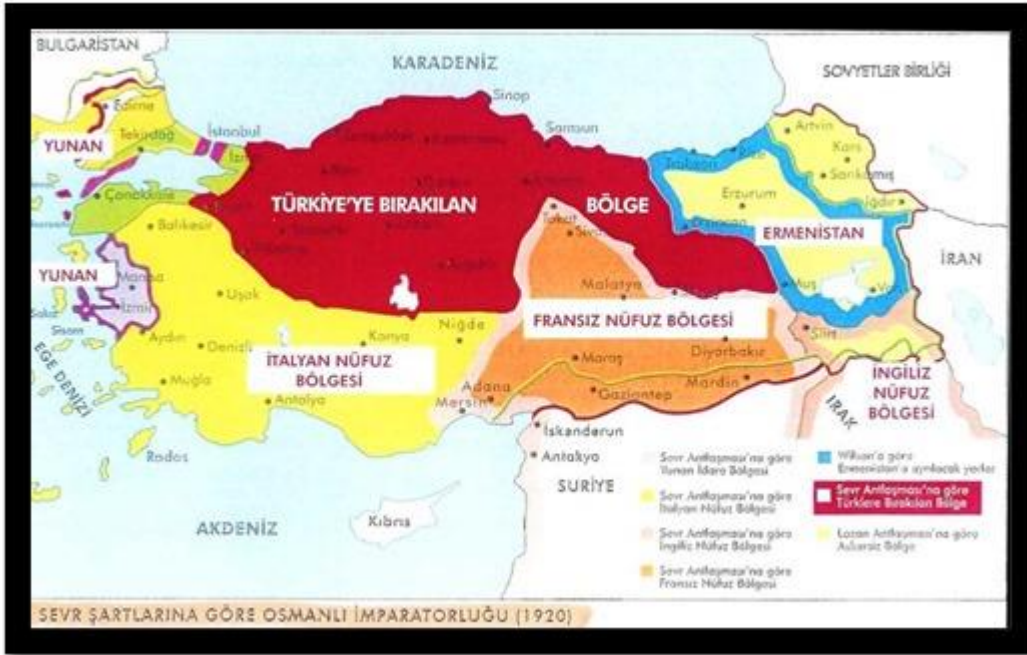 BULGARİSTAN
KARADENİZ
SOVYETLER BİRLİĞİ
Edirne
Sinop
YUNAN
Tekirdağ
İstanbul
Samsun
Artvin
Kars
Sarıkamış
Trabzon
Rize
Iğdır
Erzurum
Çanakkale
TÜRKİYE'YE BIRAKILAN
BÖLGE
ERMENİSTAN
Balıkesir
Tokat
Sivas
İRAN
YUNAN
Manisa
İzmir
Uşak
Malatya
Muş
Van
FRANSIZ NÜFUZ BÖLGESİ
Siirt
Aydın
Denizli
Konya
Niğde
İTALYAN NÜFUZ
BÖLGESİ
Maraş
Diyarbakır
Mardin
EGE DENİZİ
Muğla
Antalya
Adana
Mersin
Gaziantep
İNGİLİZ
NÜFUZ
BÖLGESİ
IRAK
İskenderun
Antakya
Rodos
SURİYE
AKDENİZ
Kıbrıs
Sevr Antlaşması'na göre
Yunan İdare Bölgesi
Wilson'a göre
Ermenistan'a ayrılacak yerler
Sevr Antlaşması'na göre
İtalyan Nüfuz Bölgesi
Sevr Antlaşması'na göre
Türklere Bırakılan Bölge
Sevr Antlaşması'na göre
İngiliz Nüfuz Bölgesi
Lozan Antlaşması'na göre
Askersiz Bölge
Sevr Antlaşması'na göre
Fransız Nüfuz Bölgesi
SEVR ŞARTLARINA GÖRE OSMANLI İMPARATORLUĞU (1920)